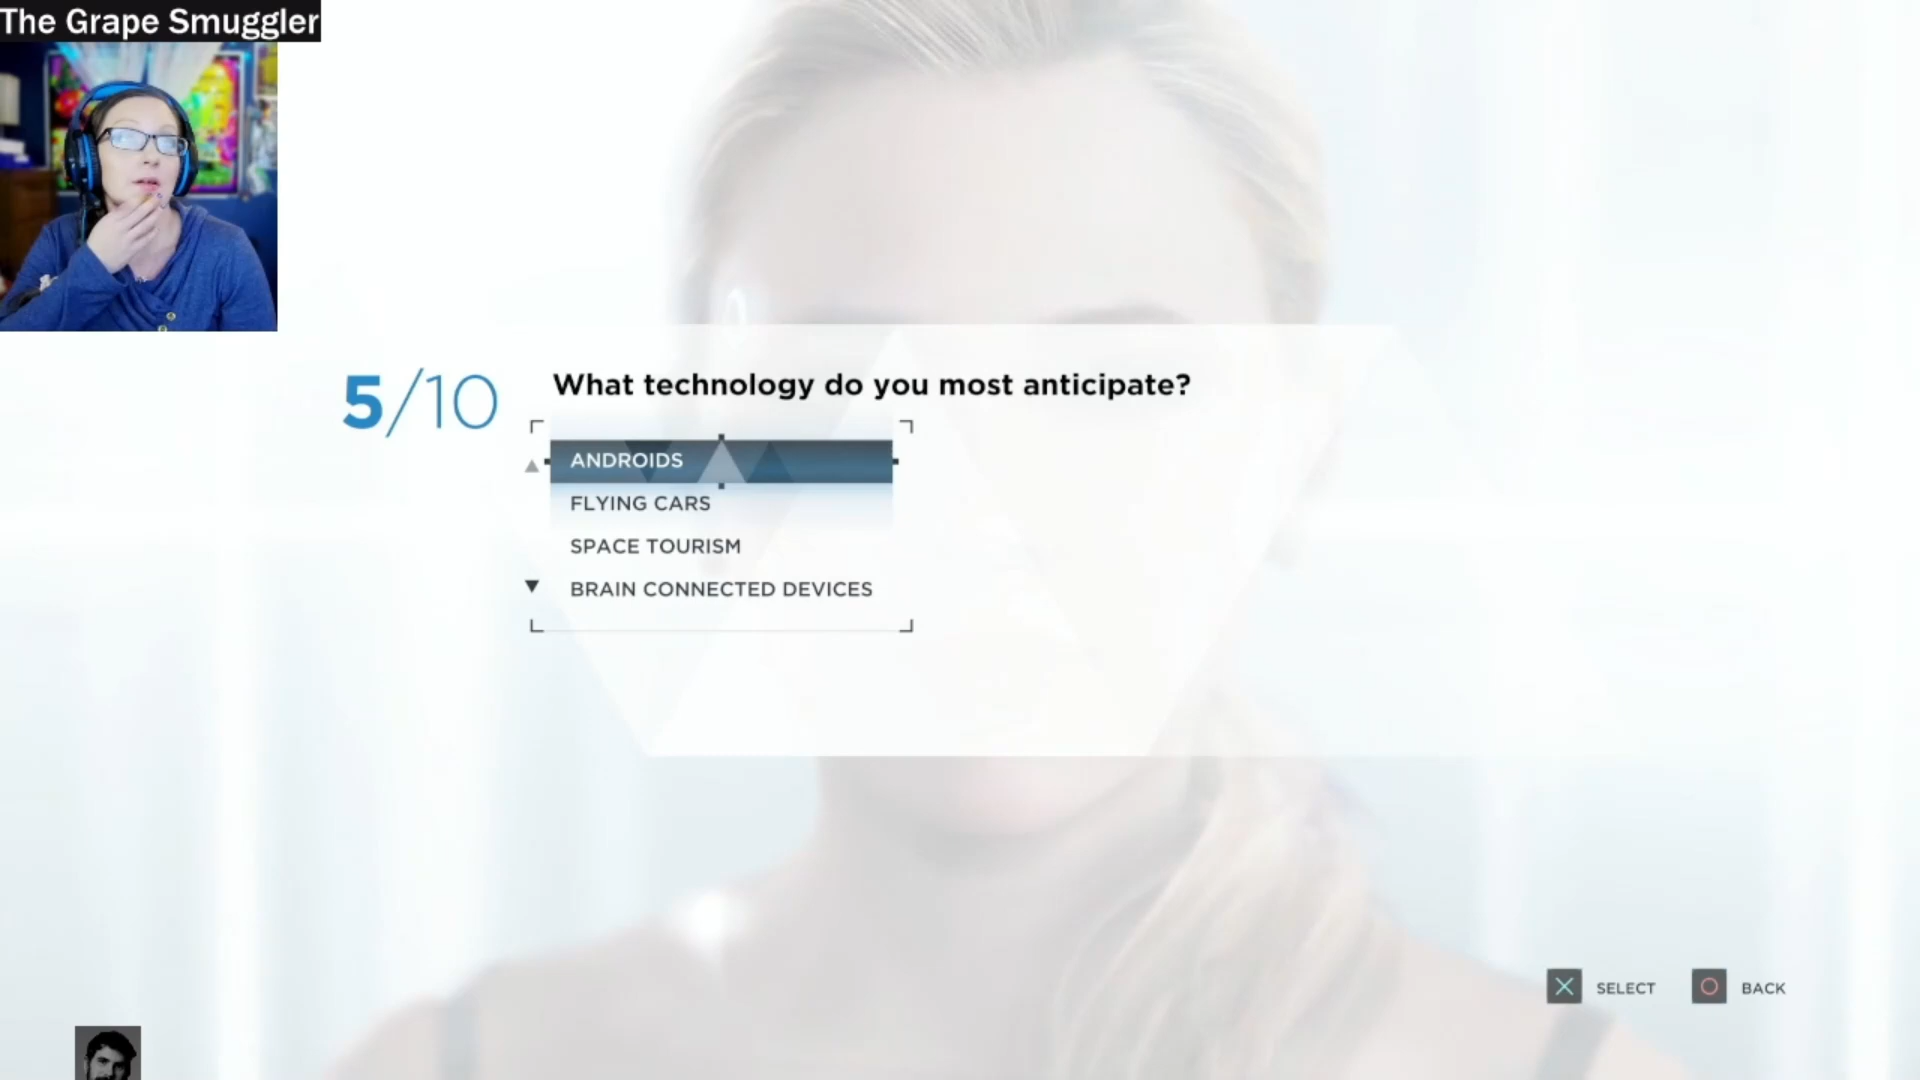 The Grape Smuggler
5/10
What technology do you most anticipate?
ANDROIDS
FLYING CARS
SPACE TOURISM
BRAIN CONNECTED DEVICES
SELECT
BACK